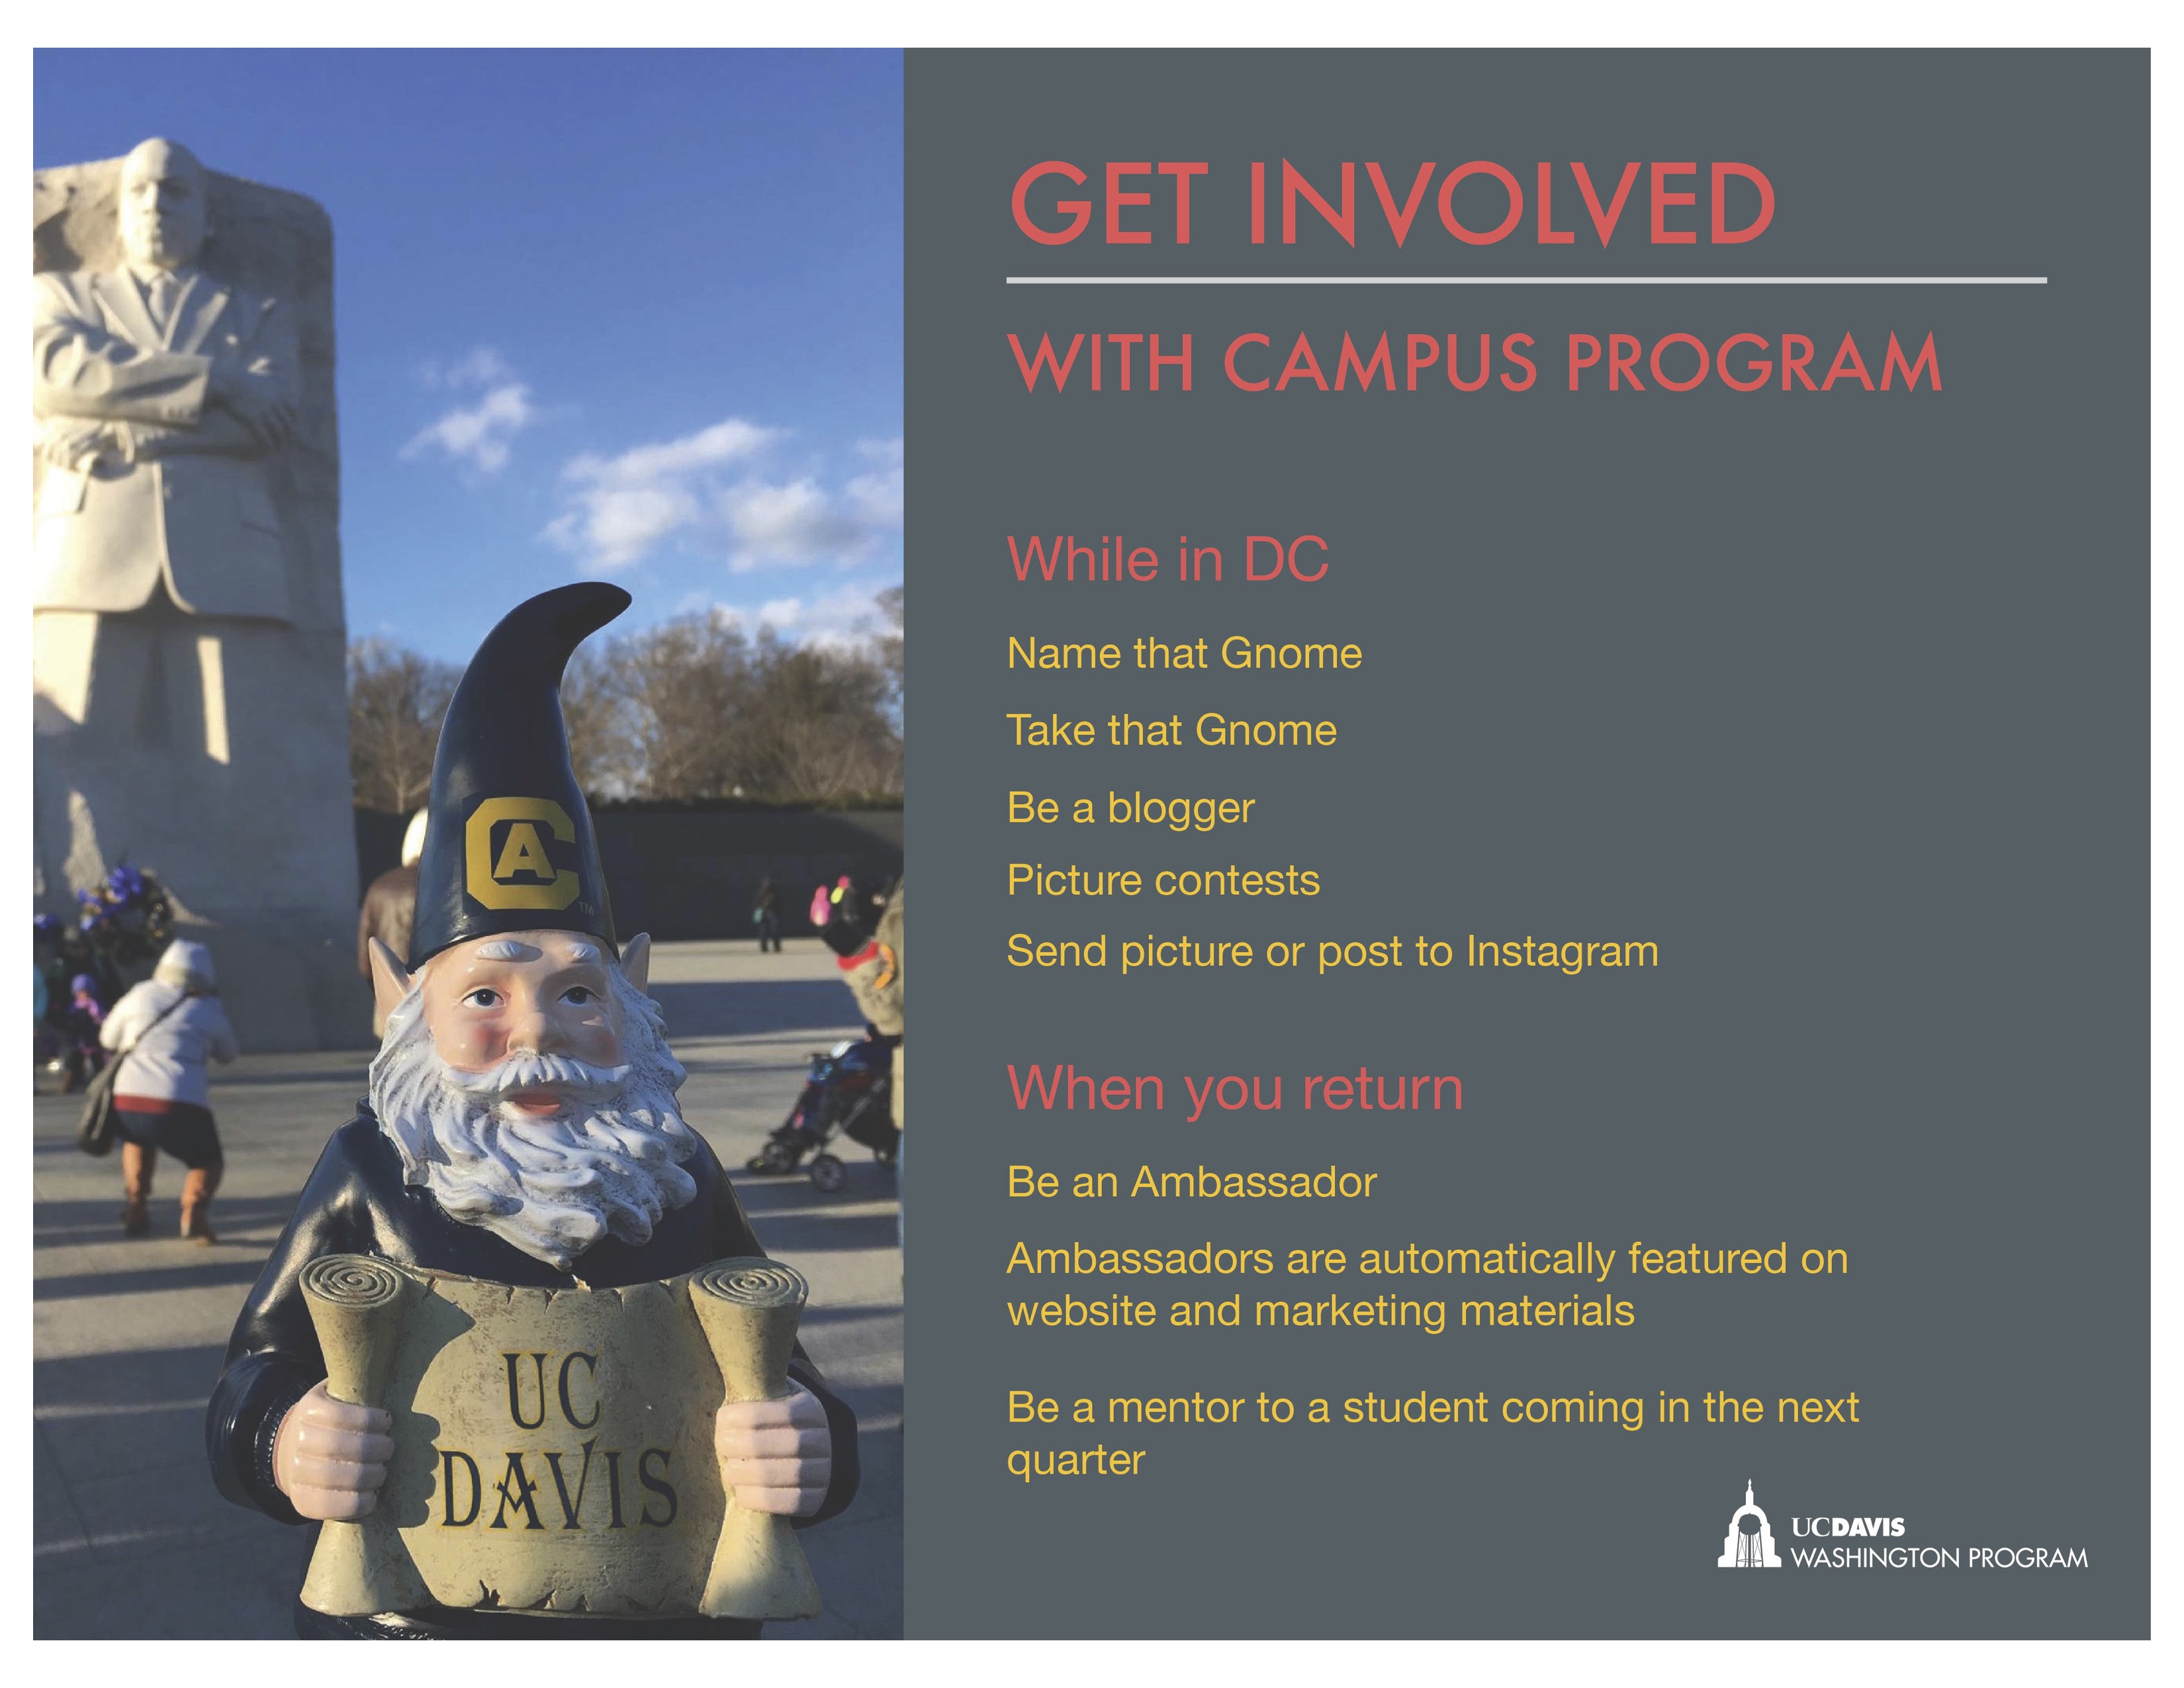 GET INVOLVED
WITH CAMPUS PROGRAM
While in DC
Name that Gnome
Take that Gnome
Be a blogger
Picture contests
Send picture or post to Instagram
When you return
Be an Ambassador
Ambassadors are automatically featured on
website and marketing materials
Be a mentor to a student coming in the next
quarter
UCDAVIS
WASHINGTON PROGRAM
CA
TM
UC
DAVIS